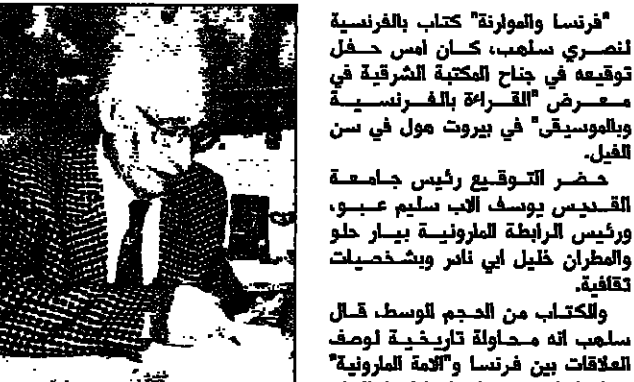 "فرنسا والموارنة" كتاب بالفرنسية
لنصري سلهب، كان امس حفل
توقيعه في جناح المكتبة الشرقية في
معرض "القراءة بالفرنسية
وبالموسيقى" في بيروت هول في سن
الفيل.
حضر التوقيع رئيس جامعة
القديس يوسف الاب سليم عبو،
ورئيس الرابطة المارونية بيار حلو
والمطران خليل ابي نادر وبشخصيات
ثقافية.
والكتاب من الحجم الوسط، قال
سلهب انه محاولة تاريخية لوصف
العلاقات بين فرنسا و"الامة المارونية"